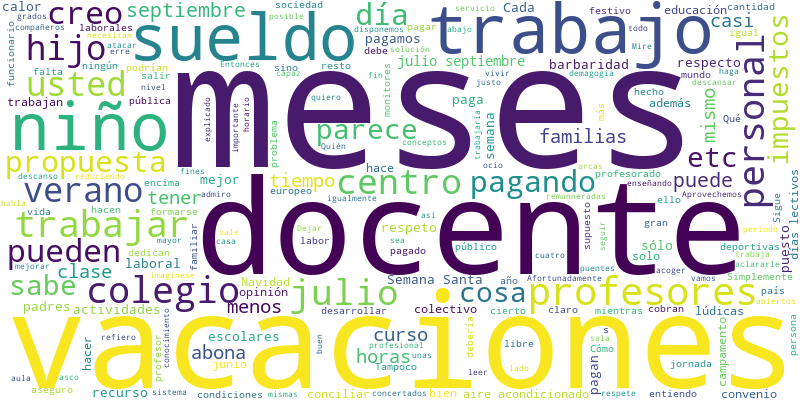 calor
grados
compañeros
creo
septiembre
laborales
necesitan
atacar
error
hijo
día
sueldo
sociedad
posible
pagamos
disponemos
pagar
debe
solución
abajo
servicio
trabajo
Cada
festivo
educación
cantidad
casi
todo
necesitarme
Mire
igual
funcionario
falta
ningún
podrían
trabajan
usted
salir
nivel
pública
Entonces
sino
resto
fin
capaz
julio septiembre
vivir
justo
barbaridad
demagogia
respecto
mundo
haga
descansar
hecho
además
Qué
personal
impuestos
mismo
más
niño
meses
explicado
importante
horario
quiero
Quién
problema
monitores
parece
paga
semana
trabajaría
conceptos
familias
etc
propuesta
descanso
reduciendo
habla
vida
encima
hacen
mejor
fines
admiro
tiempo
europeo
hace
centro
ocio
pagando
profesorado
arcas
remunneradas
enseñando
puede
Aprovechemos
Sigue
días lectivos
verano
tener
formarse
trabajar
docente
igualmente
ello
gran
periodo
mayor
sale
casa
familiar
Dejar
labor
respeto
sea
pagado
así
público
seguir
cuatro
supuesto
sólo
solo
deportivas
trabaja
aclararle
puesto
pueden
mejorar
clase
dedican
laboral
Navidad
Imagínese
opinión
menos
julio
Semana Santa
año
cosa
Afortunadamente
puentes
acoger
vamos
Simplemente
sabe
colegio
padres
actividades
desarrollar
colectivo
cierto
claro
mientras
profesores
cobran
lúdicas
país
abiertos
vacaciones
hacer
refiero
profesor
conocimiento
escolares
abona
junio
buen
profesional
curso
horas
unas
Tampoco
debería
libre
lado
pagan
s
sala
Cómo
campamento
jornada
persona
aula
vasco
aseguro
recurso
sistema
condiciones
mismas
conciliar
concertados
leer
bien
aire acondicionado
respete
entiendo
convenio